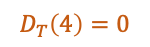 D_T(4) = 0